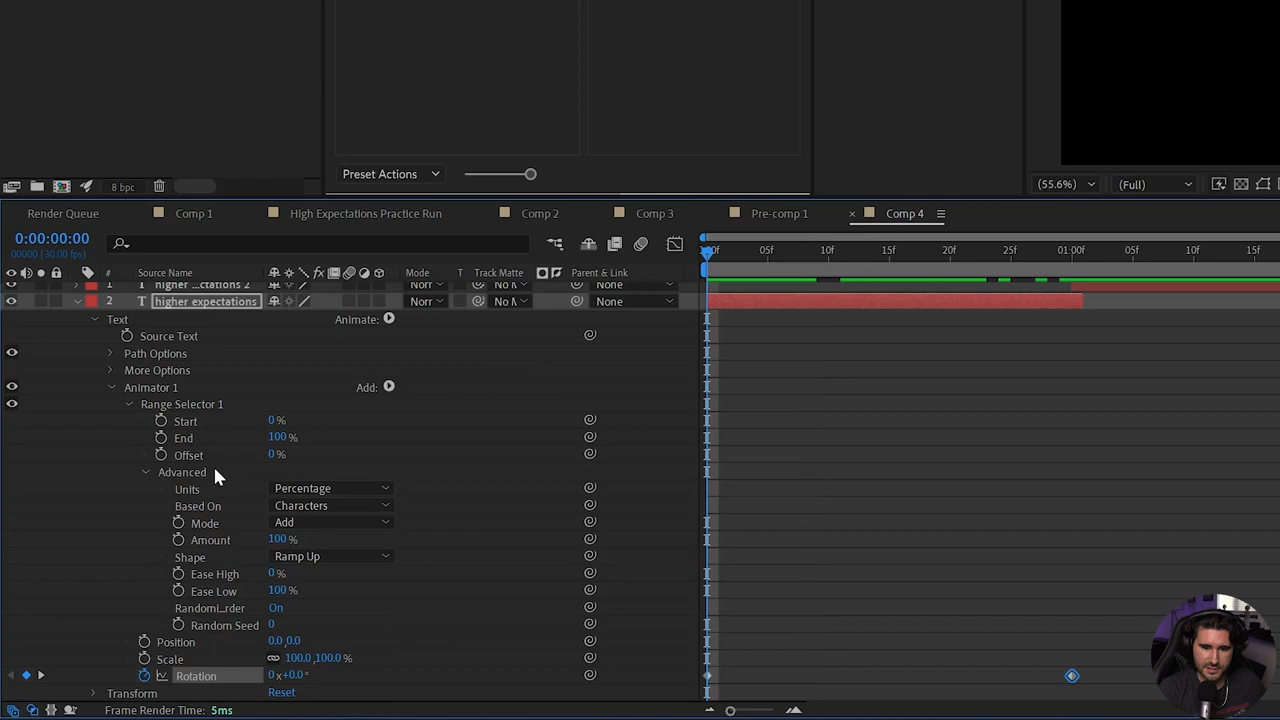 Preset Actions
8 bpc
(55.6%) (Full)
Render Queue Comp 1 High Expectations Practice Run Comp 2 Comp 3 Pre-comp 1 × Comp 4
0:00:00:00
00000 (30.00 fps)
05f 10f 15f 20f 25f 01:00f 05f 10f 15f
# Source Name fx Mode T Track Matte Parent & Link
1 higher ...ctations 2 Norr No M None
2 T higher expectations Norr No M None
Text Animate:
Source Text
Path Options
More Options
Animator 1 Add:
Range Selector 1
Start 0 %
End 100 %
Offset 0 %
Advanced
Units Percentage
Based On Characters
Mode Add
Amount 100 %
Shape Ramp Up
Ease High 0 %
Ease Low 100 %
Randomi...rder On
Random Seed 0
Position 0.0,0.0
Scale 100.0,100.0 %
Rotation 0 x+0.0 °
Transform Reset
Frame Render Time: 5ms